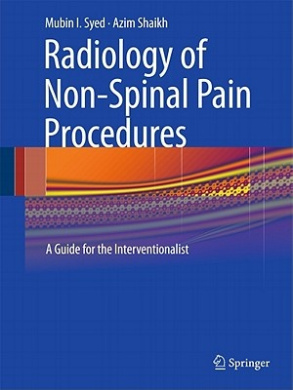 Mubin I. Syed · Azim Shaikh
Radiology of
Non-Spinal Pain
Procedures
A Guide for the Interventionalist
Springer